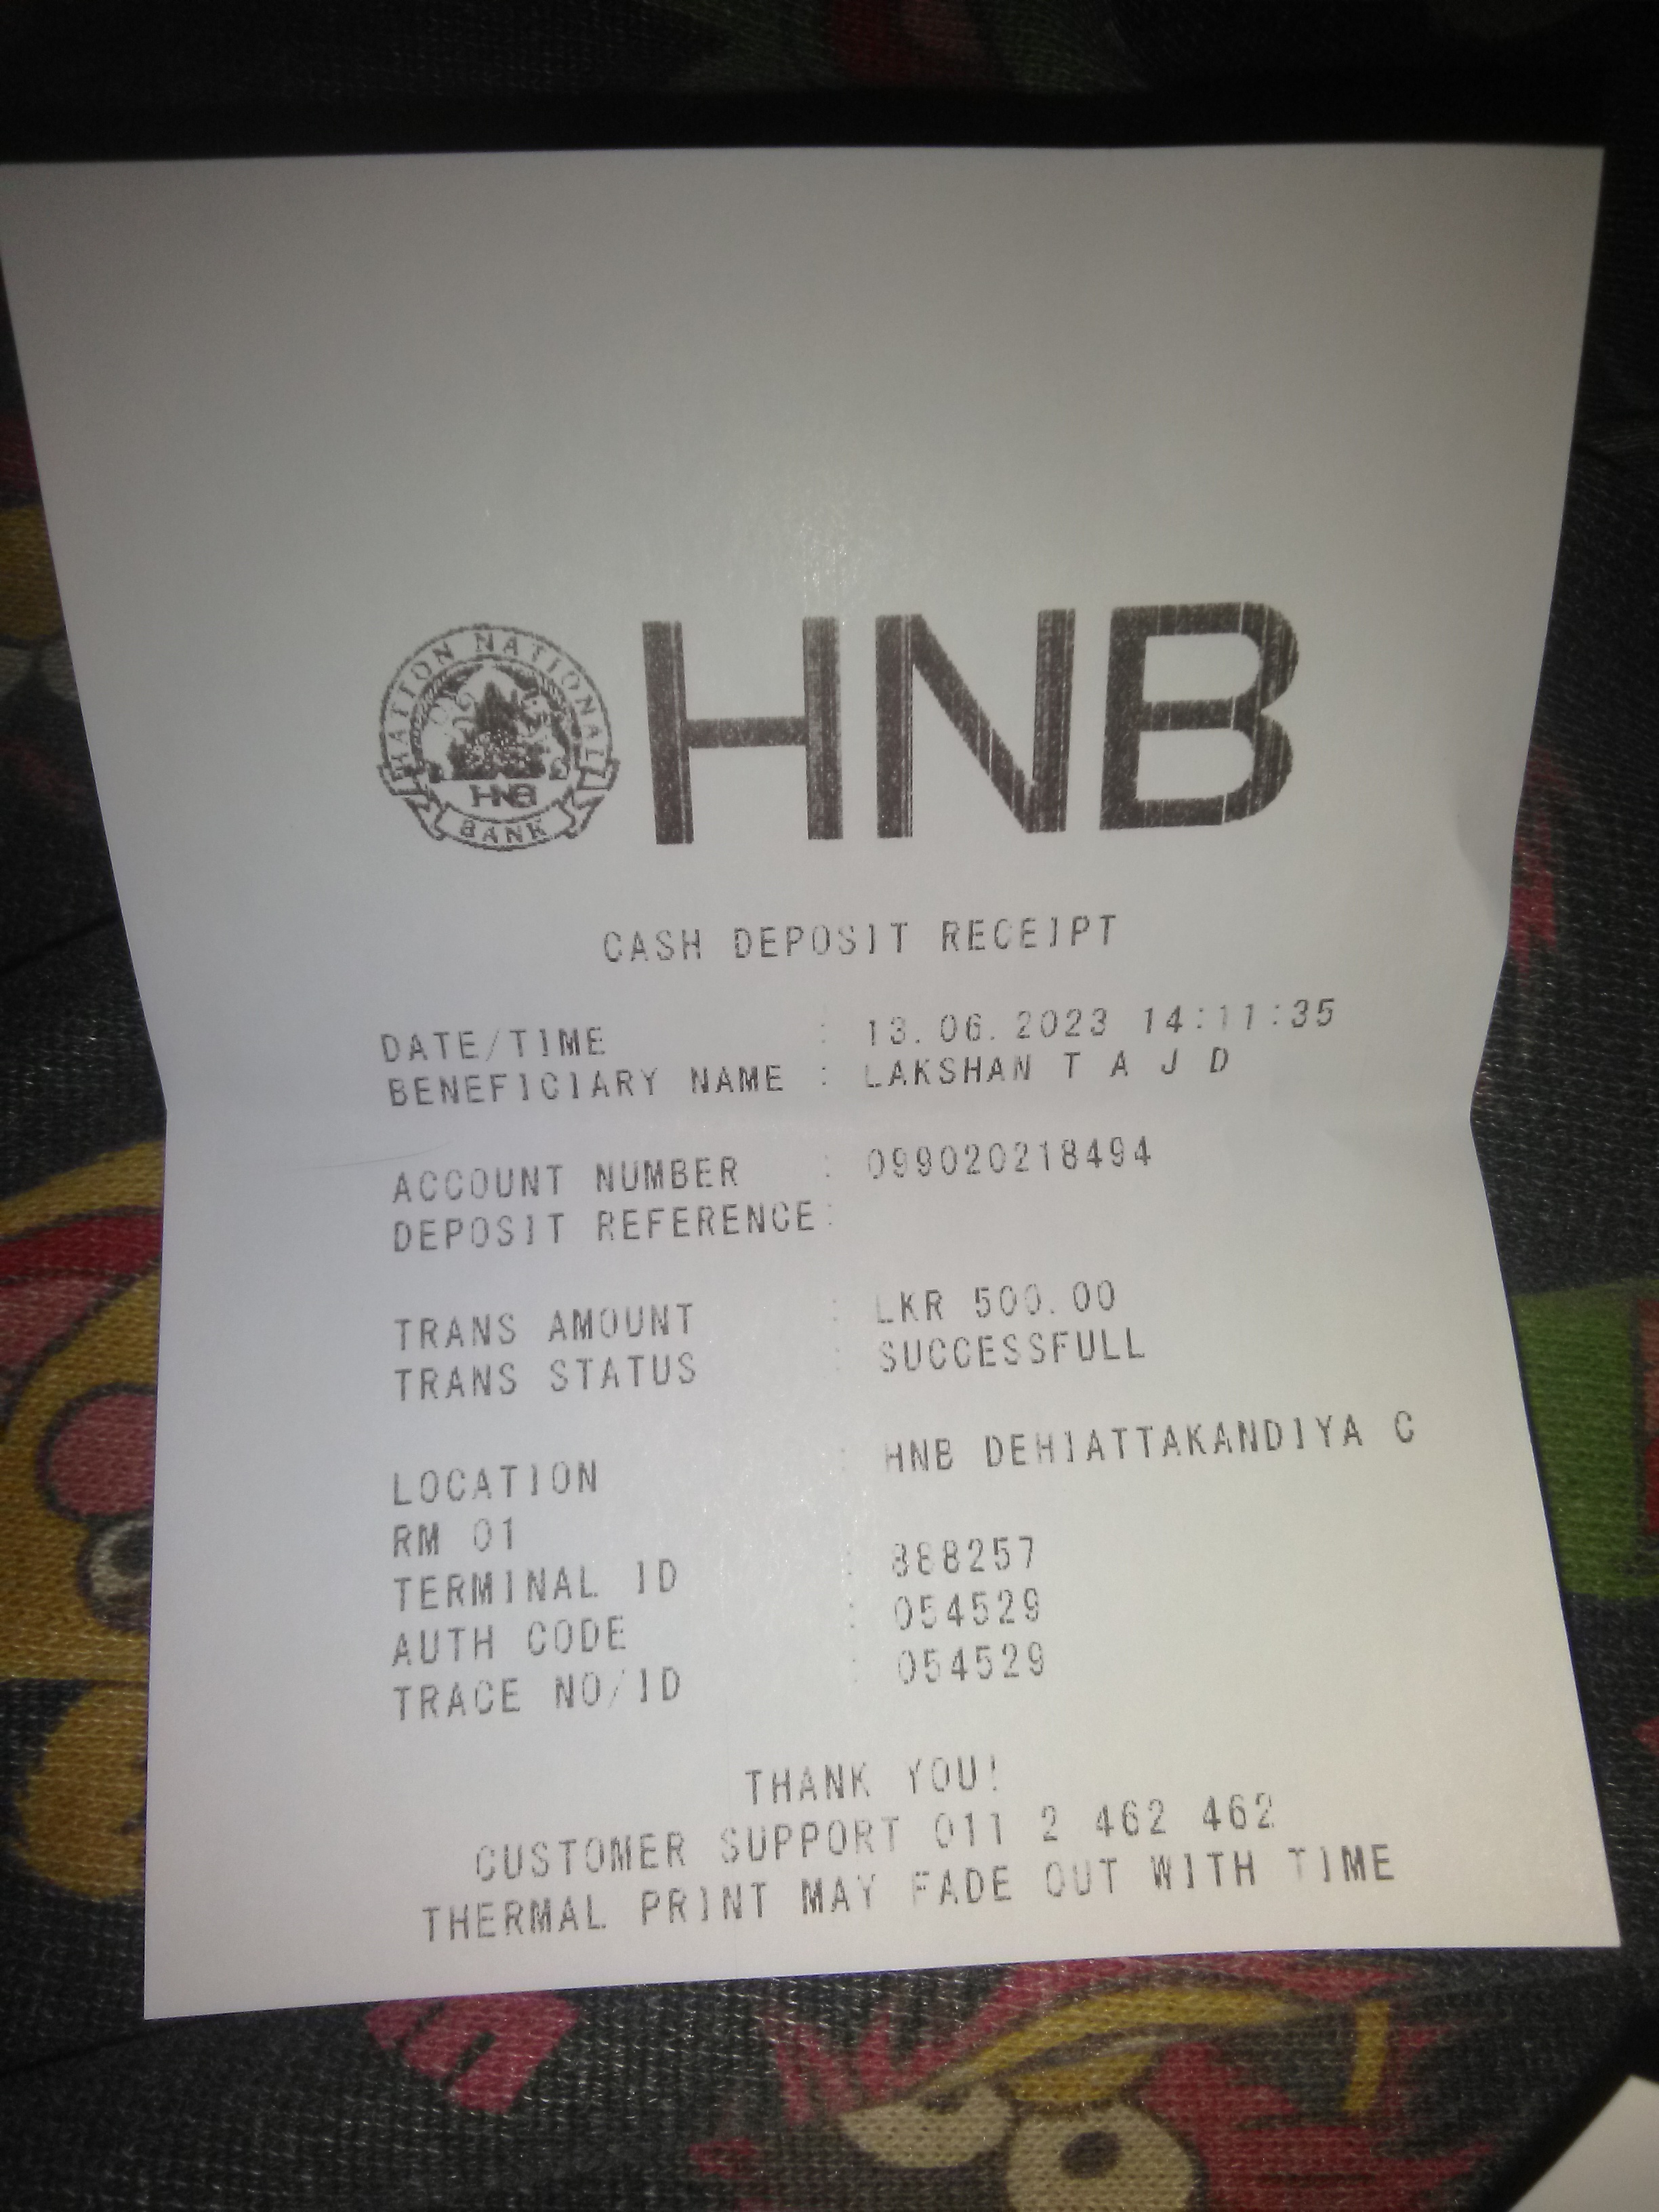 HATTON NATIONAL
HNB
BANK
HNB
CASH DEPOSIT RECEIPT
DATE/TIME : 13.06.2023 14:11:35
BENEFICIARY NAME : LAKSHAN T A J D
ACCOUNT NUMBER : 099020218494
DEPOSIT REFERENCE:
TRANS AMOUNT : LKR 500.00
TRANS STATUS : SUCCESSFULL
LOCATION : HNB DEHIATTAKANDIYA C
RM 01
TERMINAL ID : 888257
AUTH CODE : 054529
TRACE NO/ID : 054529
THANK YOU!
CUSTOMER SUPPORT 011 2 462 462
THERMAL PRINT MAY FADE OUT WITH TIME